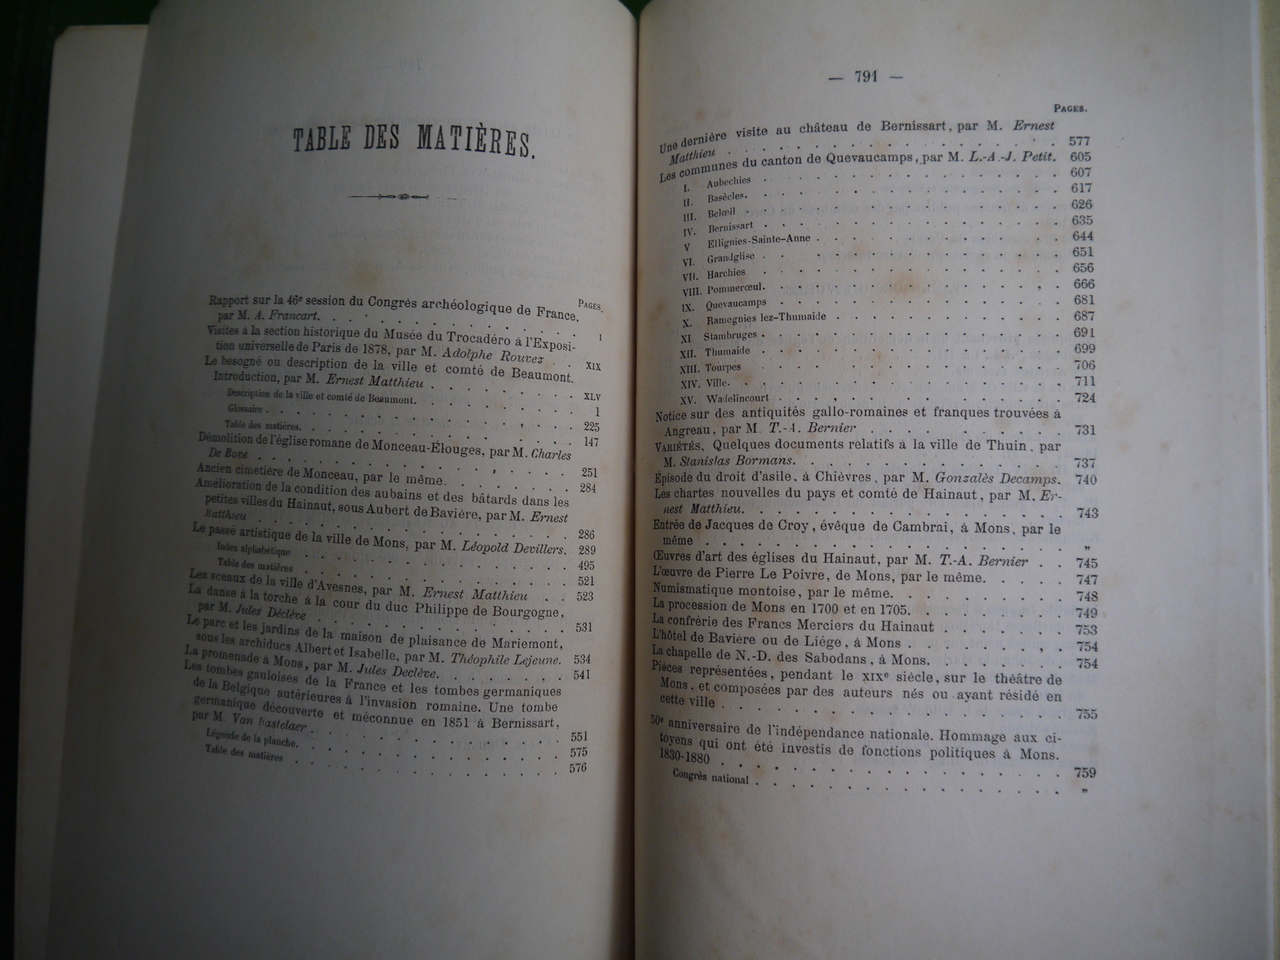 TABLE DES MATIÈRES.
PAGES.
Rapport sur la 46e session du Congrès archéologique de France,
par M. A. Francart. . . . . . . . . . . . . I
Visites à la section historique du Musée du Trocadéro à l'Exposi-
tion universelle de Paris de 1878, par M. Adolphe Rouvez . XIX
Le besogné ou description de la ville et comté de Beaumont.
Introduction, par M. Ernest Matthieu . . . . . . . . XLV
Description de la ville et comté de Beaumont. . . . . . . 1
Glossaire . . . . . . . . . . . . . 225
Table des matières. . . . . . . . . . . . . 147
Démolition de l'église romane de Monceau-Élouges, par M. Charles
De Bove . . . . . . . . . . . . . 251
Ancien cimetière de Monceau, par le même. . . . . . . . 284
Amélioration de la condition des aubains et des bâtards dans les
petites villes du Hainaut, sous Aubert de Bavière, par M. Ernest
Matthieu . . . . . . . . . . . . . 286
Le passé artistique de la ville de Mons, par M. Léopold Devillers. 289
Index alphabétique . . . . . . . . . . . . . 495
Table des matières . . . . . . . . . . . . . 521
Les sceaux de la ville d'Avesnes, par M. Ernest Matthieu . . 523
La danse à la torche à la cour du duc Philippe de Bourgogne,
par M. Jules Declève . . . . . . . . . . . . . 531
Le parc et les jardins de la maison de plaisance de Mariemont,
sous les archiducs Albert et Isabelle, par M. Théophile Lejeune. 534
La promenade à Mons, par M. Jules Declève. . . . . . . . 541
Les tombes gauloises de la France et les tombes germaniques
de la Belgique autérieures à l'invasion romaine. Une tombe
germanique découverte et méconnue en 1851 à Bernissart,
par M. Van Bastelaer . . . . . . . . . . . . . 551
Légende de la planche. . . . . . . . . . . . . 575
Table des matières . . . . . . . . . . . . . 576
— 791 —
PAGES.
Une dernière visite au château de Bernissart, par M. Ernest
Matthieu . . . . . . . . . . . . . 577
Les communes du canton de Quevaucamps, par M. L.-A.-J. Petit. 605
I. Aubechies . . . . . . . . . . . . . 607
II. Basècles. . . . . . . . . . . . . 617
III. Belœil . . . . . . . . . . . . . 626
IV. Bernissart . . . . . . . . . . . . . 635
V Ellignies-Sainte-Anne . . . . . . . . . . . . . 644
VI. Grandglise . . . . . . . . . . . . . 651
VII. Harchies . . . . . . . . . . . . . 656
VIII. Pommerœul. . . . . . . . . . . . . 666
IX. Quevaucamps . . . . . . . . . . . . . 681
X. Ramegnies lez-Thumaide . . . . . . . . . . . . . 687
XI Stambruges . . . . . . . . . . . . . 691
XII. Thumaide . . . . . . . . . . . . . 699
XIII. Tourpes . . . . . . . . . . . . . 706
XIV. Ville. . . . . . . . . . . . . 711
XV. Wadelincourt . . . . . . . . . . . . . 724
Notice sur des antiquités gallo-romaines et franques trouvées à
Angreau, par M. T.-A. Bernier . . . . . . . . . 731
VARIÉTÉS. Quelques documents relatifs à la ville de Thuin, par
M. Stanislas Bormans. . . . . . . . . . . . . 737
Épisode du droit d'asile, à Chièvres, par M. Gonzalès Decamps. 740
Les chartes nouvelles du pays et comté de Hainaut, par M. Er-
nest Matthieu. . . . . . . . . . . . . 743
Entrée de Jacques de Croy, évêque de Cambrai, à Mons, par le
même . . . . . . . . . . . . . „
Œuvres d'art des églises du Hainaut, par M. T.-A. Bernier . . 745
L'œuvre de Pierre Le Poivre, de Mons, par le même. . . . . 747
Numismatique montoise, par le même. . . . . . . . . 748
La procession de Mons en 1700 et en 1705. . . . . . . . 749
La confrérie des Francs Merciers du Hainaut . . . . . . . 753
L'hôtel de Bavière ou de Liége, à Mons . . . . . . . . 754
La chapelle de N.-D. des Sabodans, à Mons. . . . . . . . 754
Pièces représentées, pendant le XIXe siècle, sur le théâtre de
Mons, et composées par des auteurs nés ou ayant résidé en
cette ville . . . . . . . . . . . . . 755
50e anniversaire de l'indépendance nationale. Hommage aux ci-
toyens qui ont été investis de fonctions politiques à Mons.
1830-1880 . . . . . . . . . . . . . 759
Congrès national . . . . . . . . . . . . . „